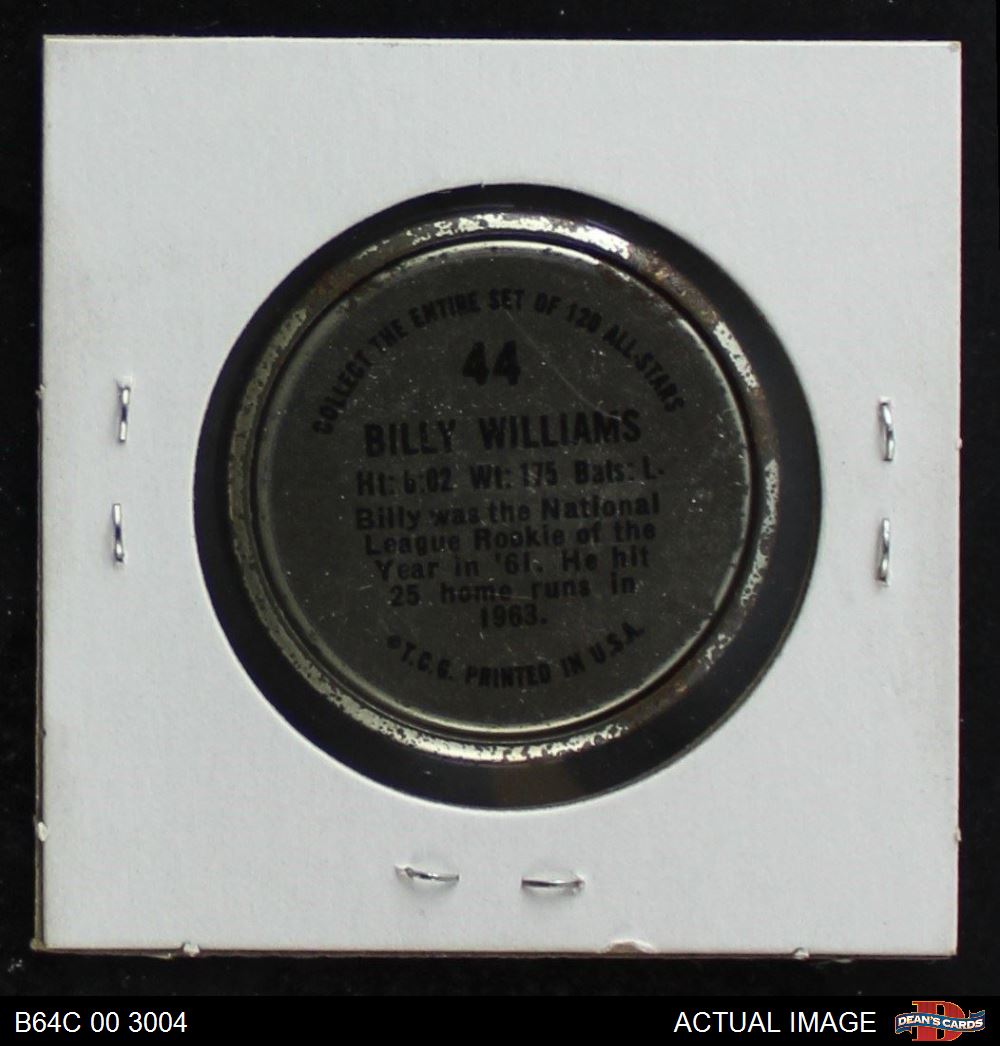 COLLECT THE ENTIRE SET OF 120 ALL-STARS
44
BILLY WILLIAMS
Ht: 6:02 Wt: 175 Bats: L.
Billy was the National
League Rookie of the
Year in '61. He hit
25 home runs in
1963.
©T.C.G. PRINTED IN U.S.A.
B64C 00 3004
ACTUAL IMAGE
DEAN'S CARDS